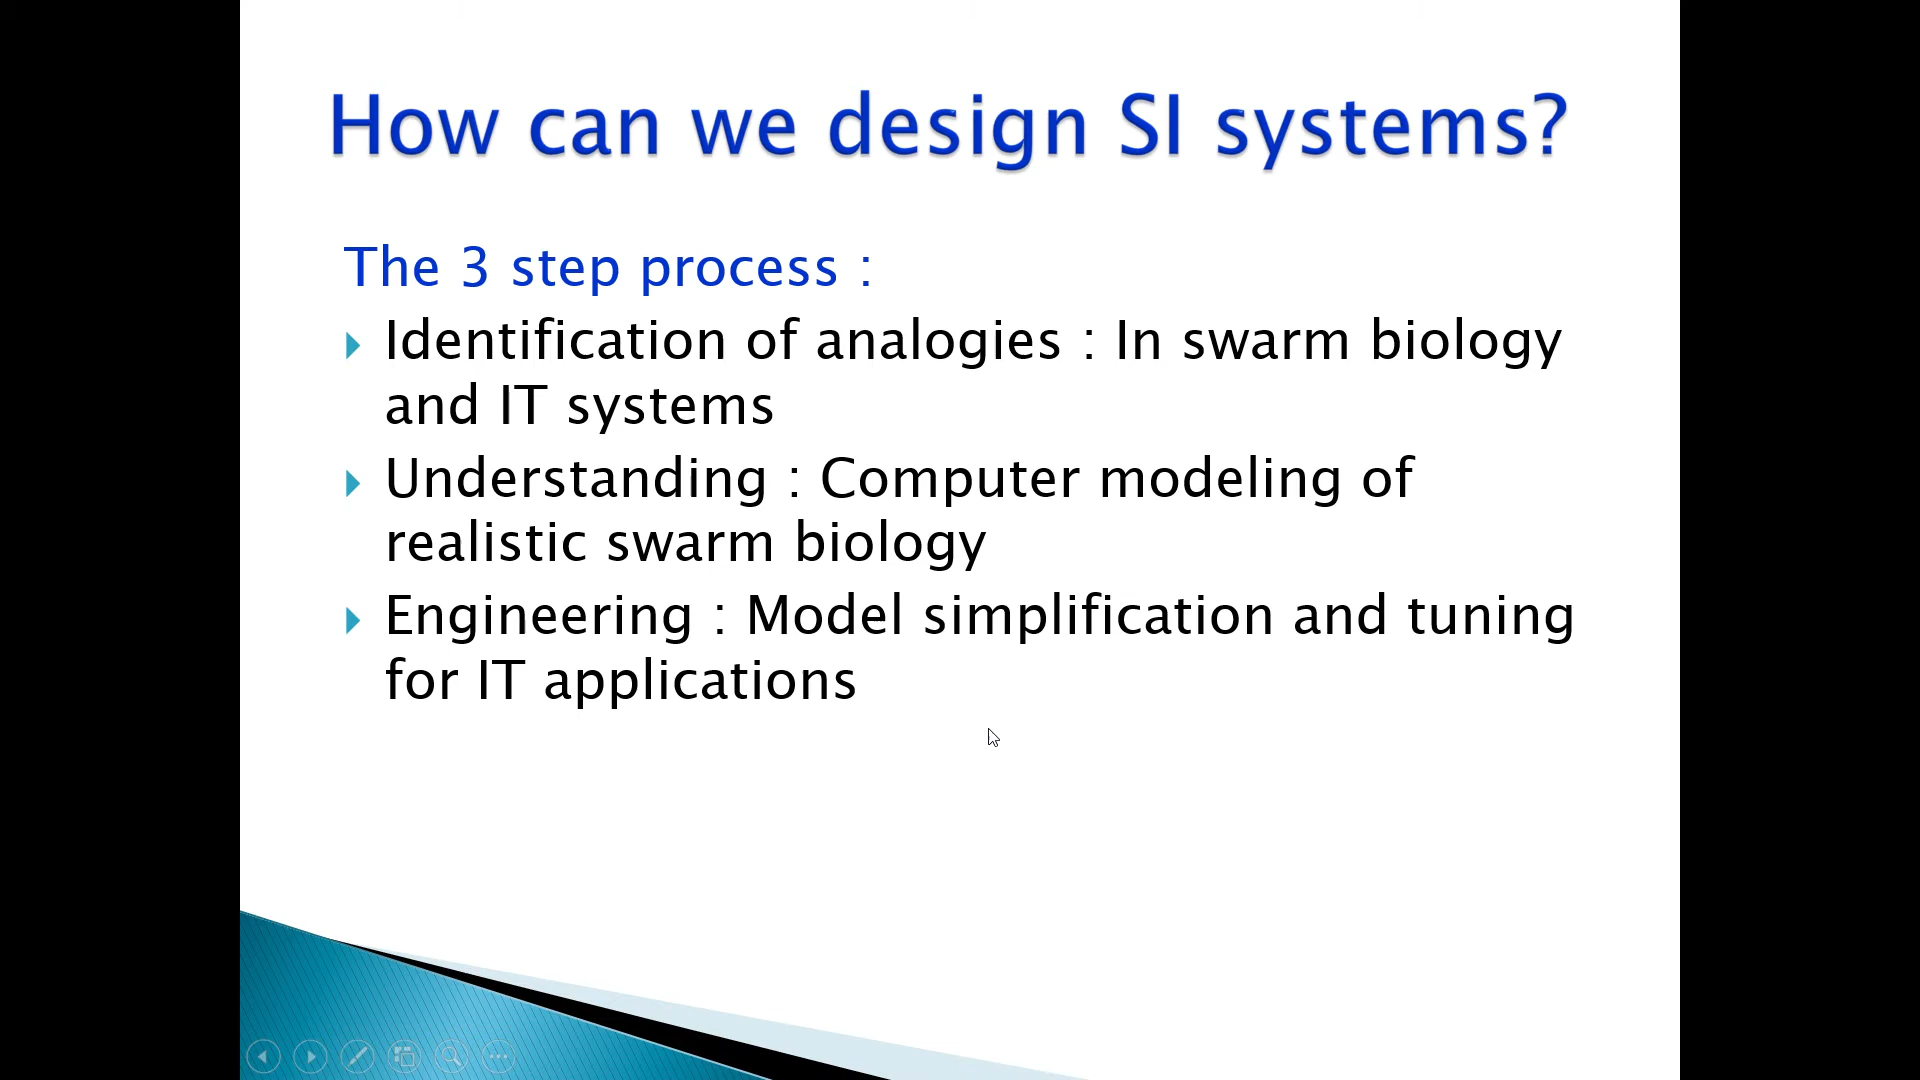 How can we design SI systems?
The 3 step process :
Identification of analogies : In swarm biology
and IT systems
Understanding : Computer modeling of
realistic swarm biology
Engineering : Model simplification and tuning
for IT applications